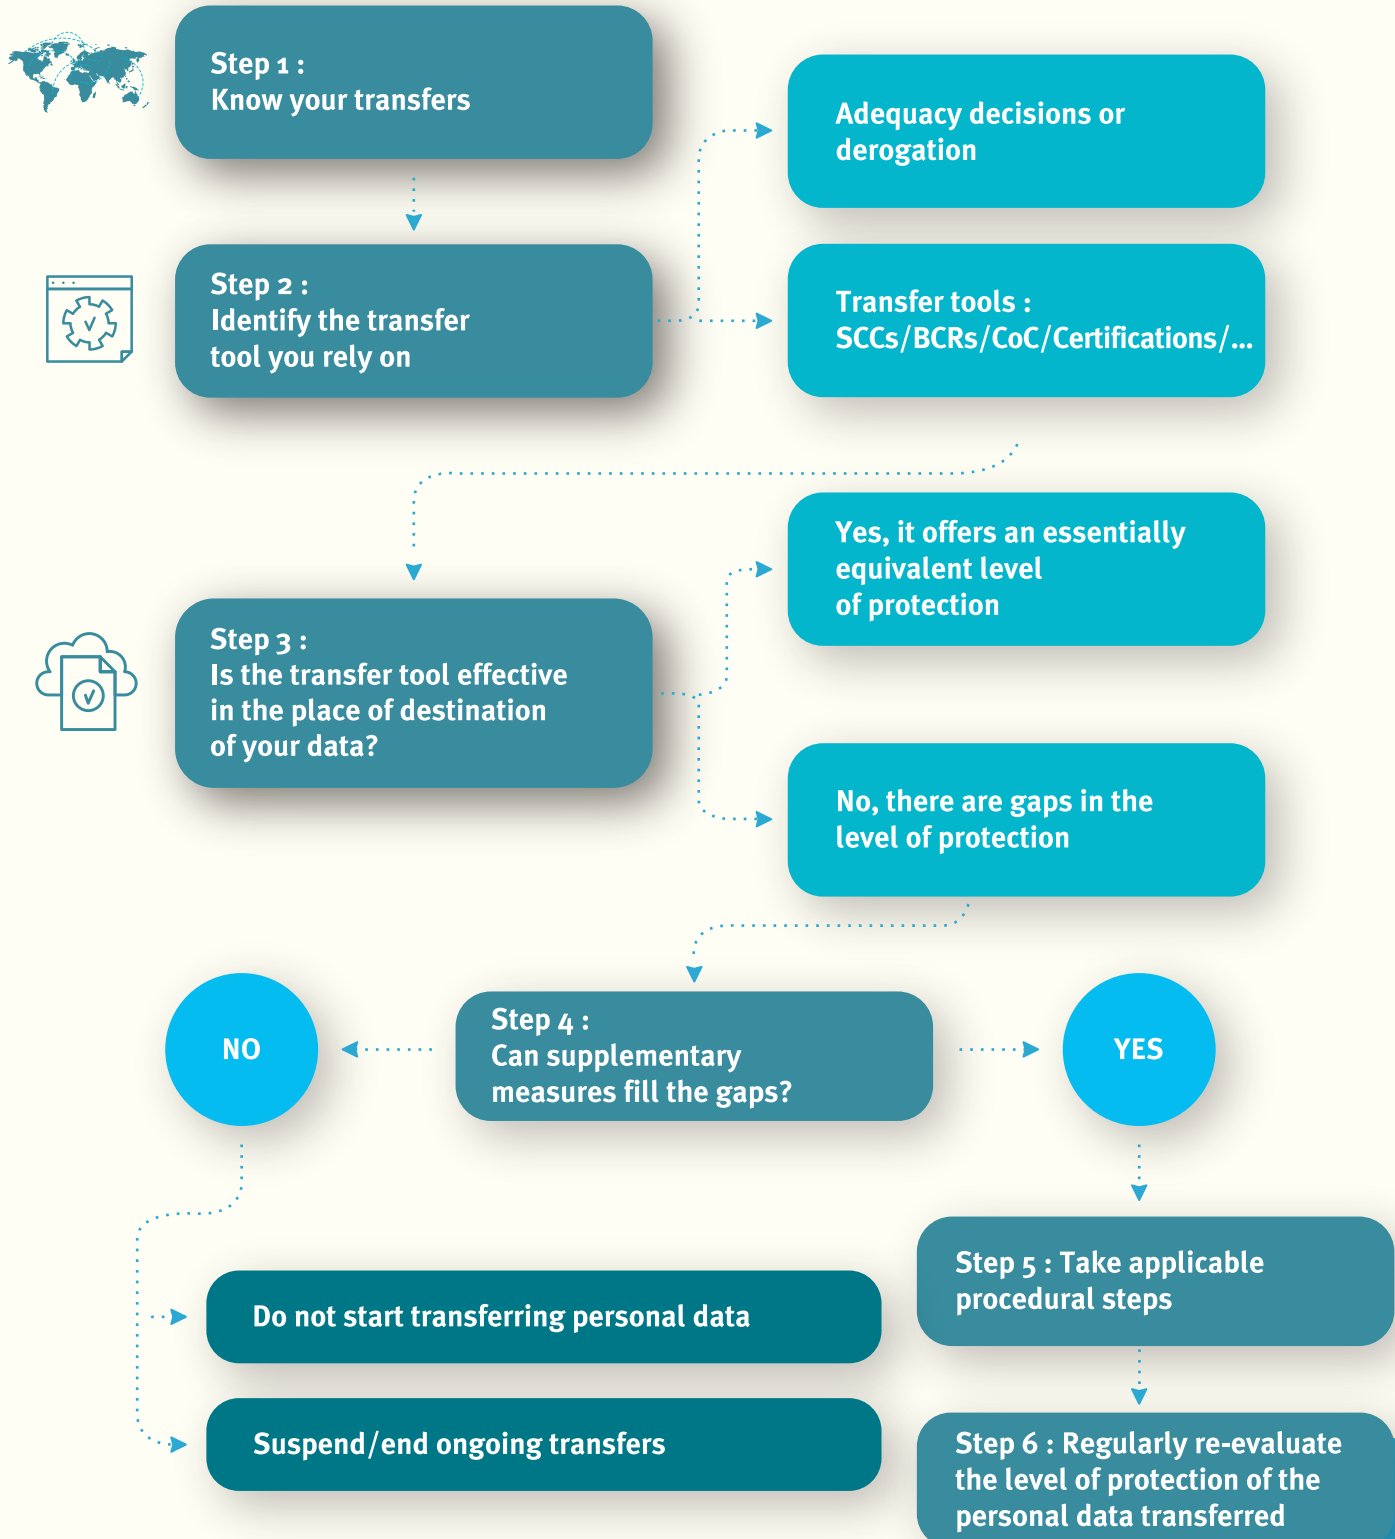 Step 1 :
Know your transfers
Adequacy decisions or
derogation
Step 2 :
Identify the transfer
tool you rely on
Transfer tools :
SCCs/BCRs/CoC/Certifications/...
Yes, it offers an essentially
equivalent level
of protection
Step 3 :
Is the transfer tool effective
in the place of destination
of your data?
No, there are gaps in the
level of protection
NO
Step 4 :
Can supplementary
measures fill the gaps?
YES
Step 5 : Take applicable
procedural steps
Do not start transferring personal data
Suspend/end ongoing transfers
Step 6 : Regularly re-evaluate
the level of protection of the
personal data transferred